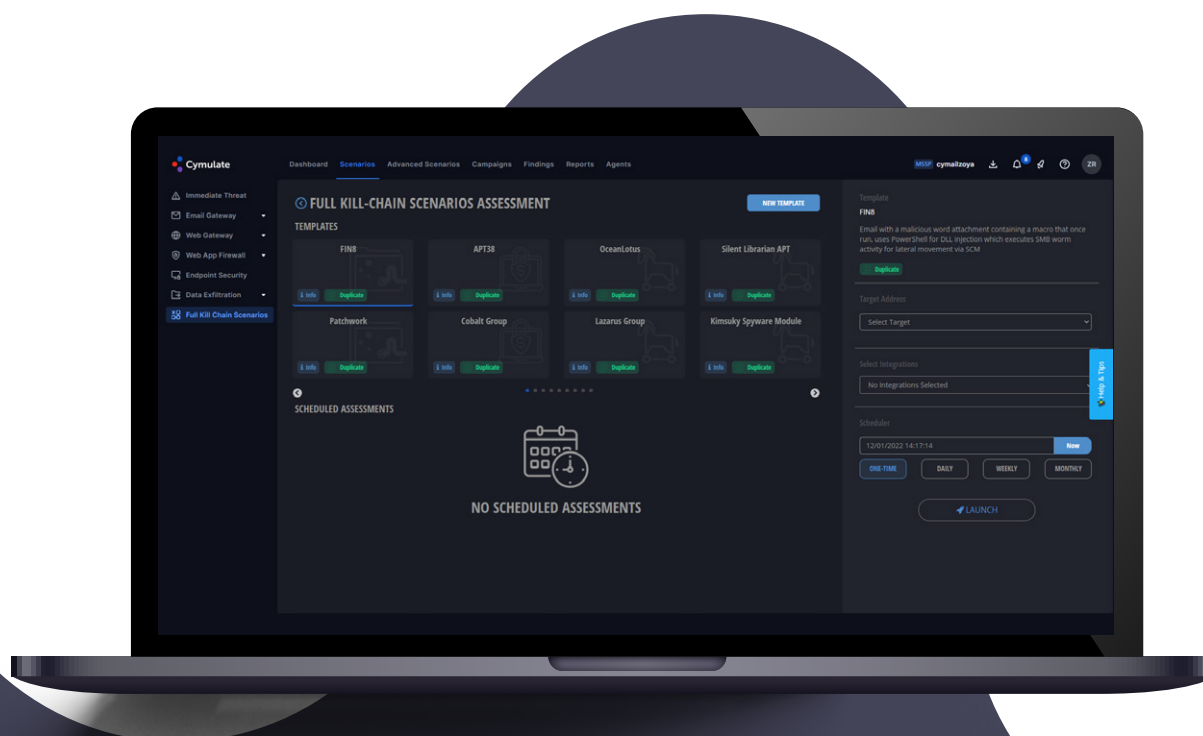 Cymulate
Dashboard Scenarios Advanced Scenarios Campaigns Findings Reports Agents
MSSP cymailzoya
ZR
Immediate Threat
Email Gateway
Web Gateway
Web App Firewall
Endpoint Security
Data Exfiltration
Full Kill Chain Scenarios
FULL KILL-CHAIN SCENARIOS ASSESSMENT
NEW TEMPLATE
TEMPLATES
FIN8 APT38 OceanLotus Silent Librarian APT
i Info Duplicate i Info Duplicate i Info Duplicate i Info Duplicate
Patchwork Cobalt Group Lazarus Group Kimsuky Spyware Module
i Info Duplicate i Info Duplicate i Info Duplicate i Info Duplicate
SCHEDULED ASSESSMENTS
NO SCHEDULED ASSESSMENTS
Template
FIN8
Email with a malicious word attachment containing a macro that once
run, uses PowerShell for DLL injection which executes SMB worm
activity for lateral movement via SCM
Duplicate
Target Address
Select Target
Select Integrations
No Integrations Selected
Help & Tips
Scheduler
12/01/2022 14:17:14 Now
ONE-TIME DAILY WEEKLY MONTHLY
LAUNCH